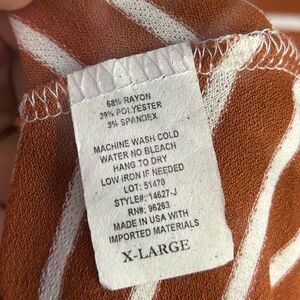 68% RAYON
29% POLYESTER
3% SPANDEX
MACHINE WASH COLD
WATER NO BLEACH
HANG TO DRY
LOW IRON IF NEEDED
LOT: 51470
STYLE#: 14627-J
RN#: 96263
MADE IN USA WITH
IMPORTED MATERIALS
X-LARGE